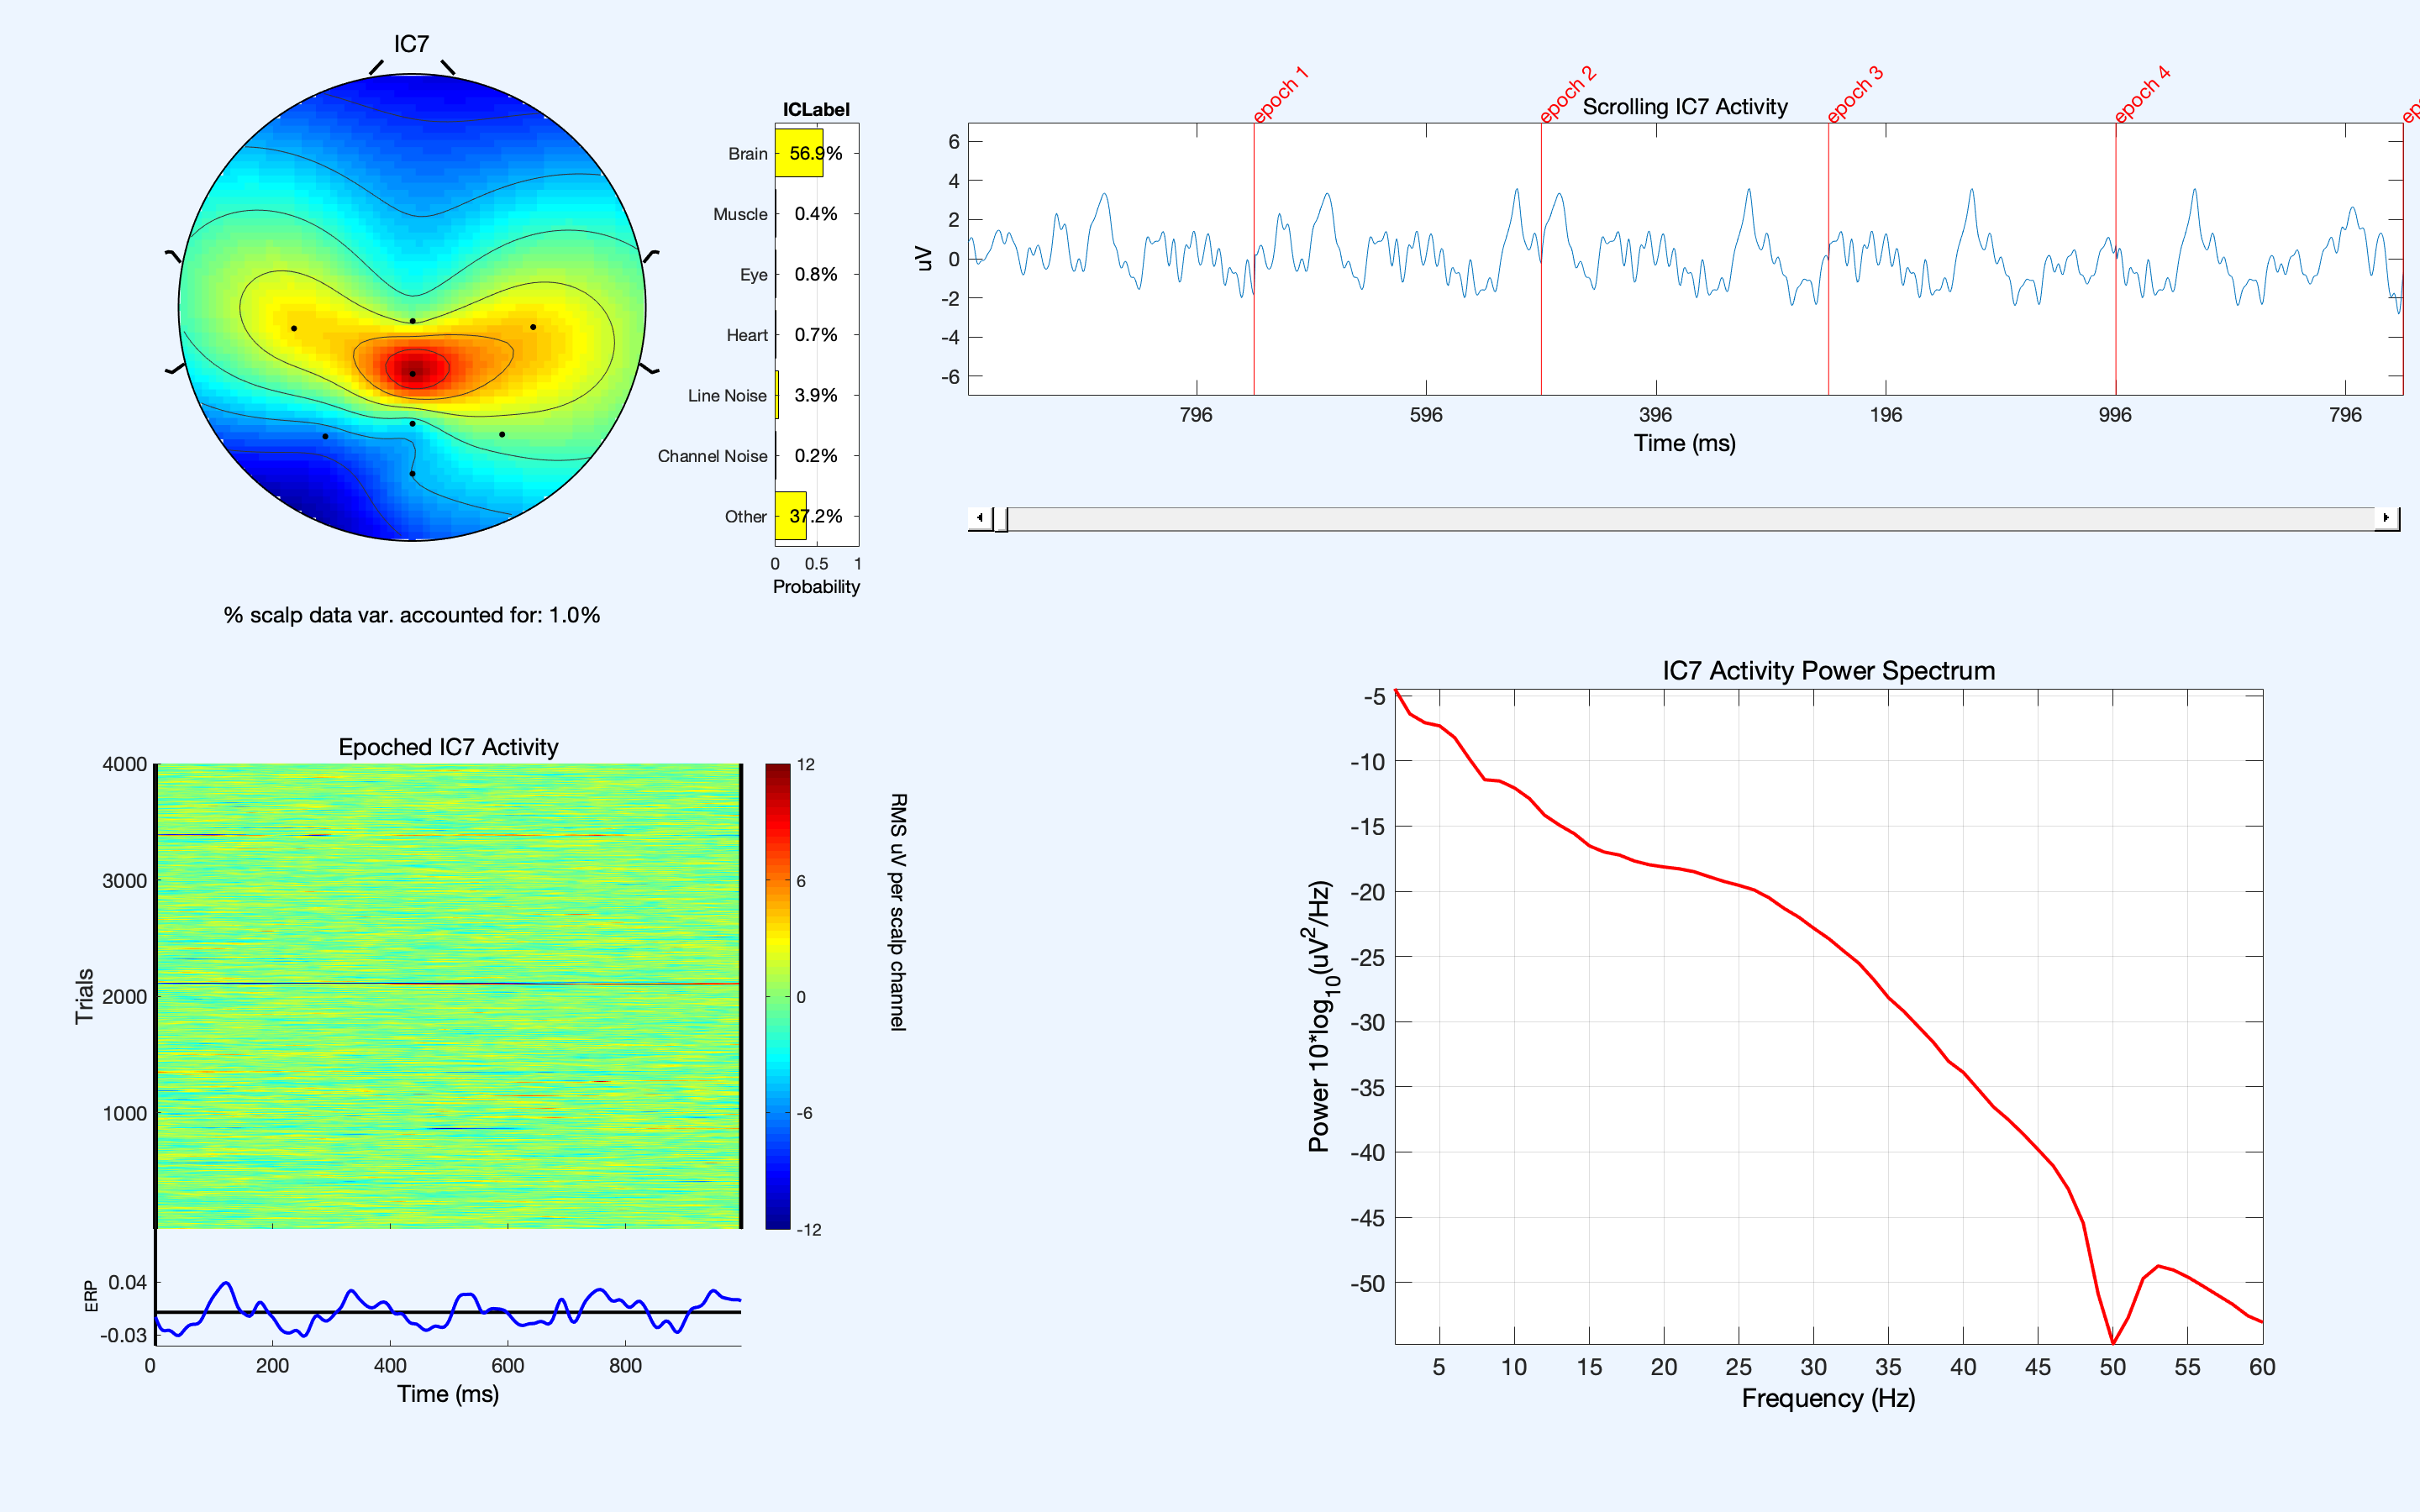 IC7
ICLabel
Brain 56.9%
Muscle 0.4%
Eye 0.8%
Heart 0.7%
Line Noise 3.9%
Channel Noise 0.2%
Other 37.2%
0 0.5 1
Probability
% scalp data var. accounted for: 1.0%
epoch 1 epoch 2 epoch 3 epoch 4 ep
Scrolling IC7 Activity
6
4
2
0
-2
-4
-6
uV
796 596 396 196 996 796
Time (ms)
Epoched IC7 Activity
4000
3000
2000
1000
Trials
12
6
0
-6
-12
RMS uV per scalp channel
ERP
0.04
-0.03
0 200 400 600 800
Time (ms)
IC7 Activity Power Spectrum
-5
-10
-15
-20
-25
-30
-35
-40
-45
-50
Power 10*log10(uV2/Hz)
5 10 15 20 25 30 35 40 45 50 55 60
Frequency (Hz)